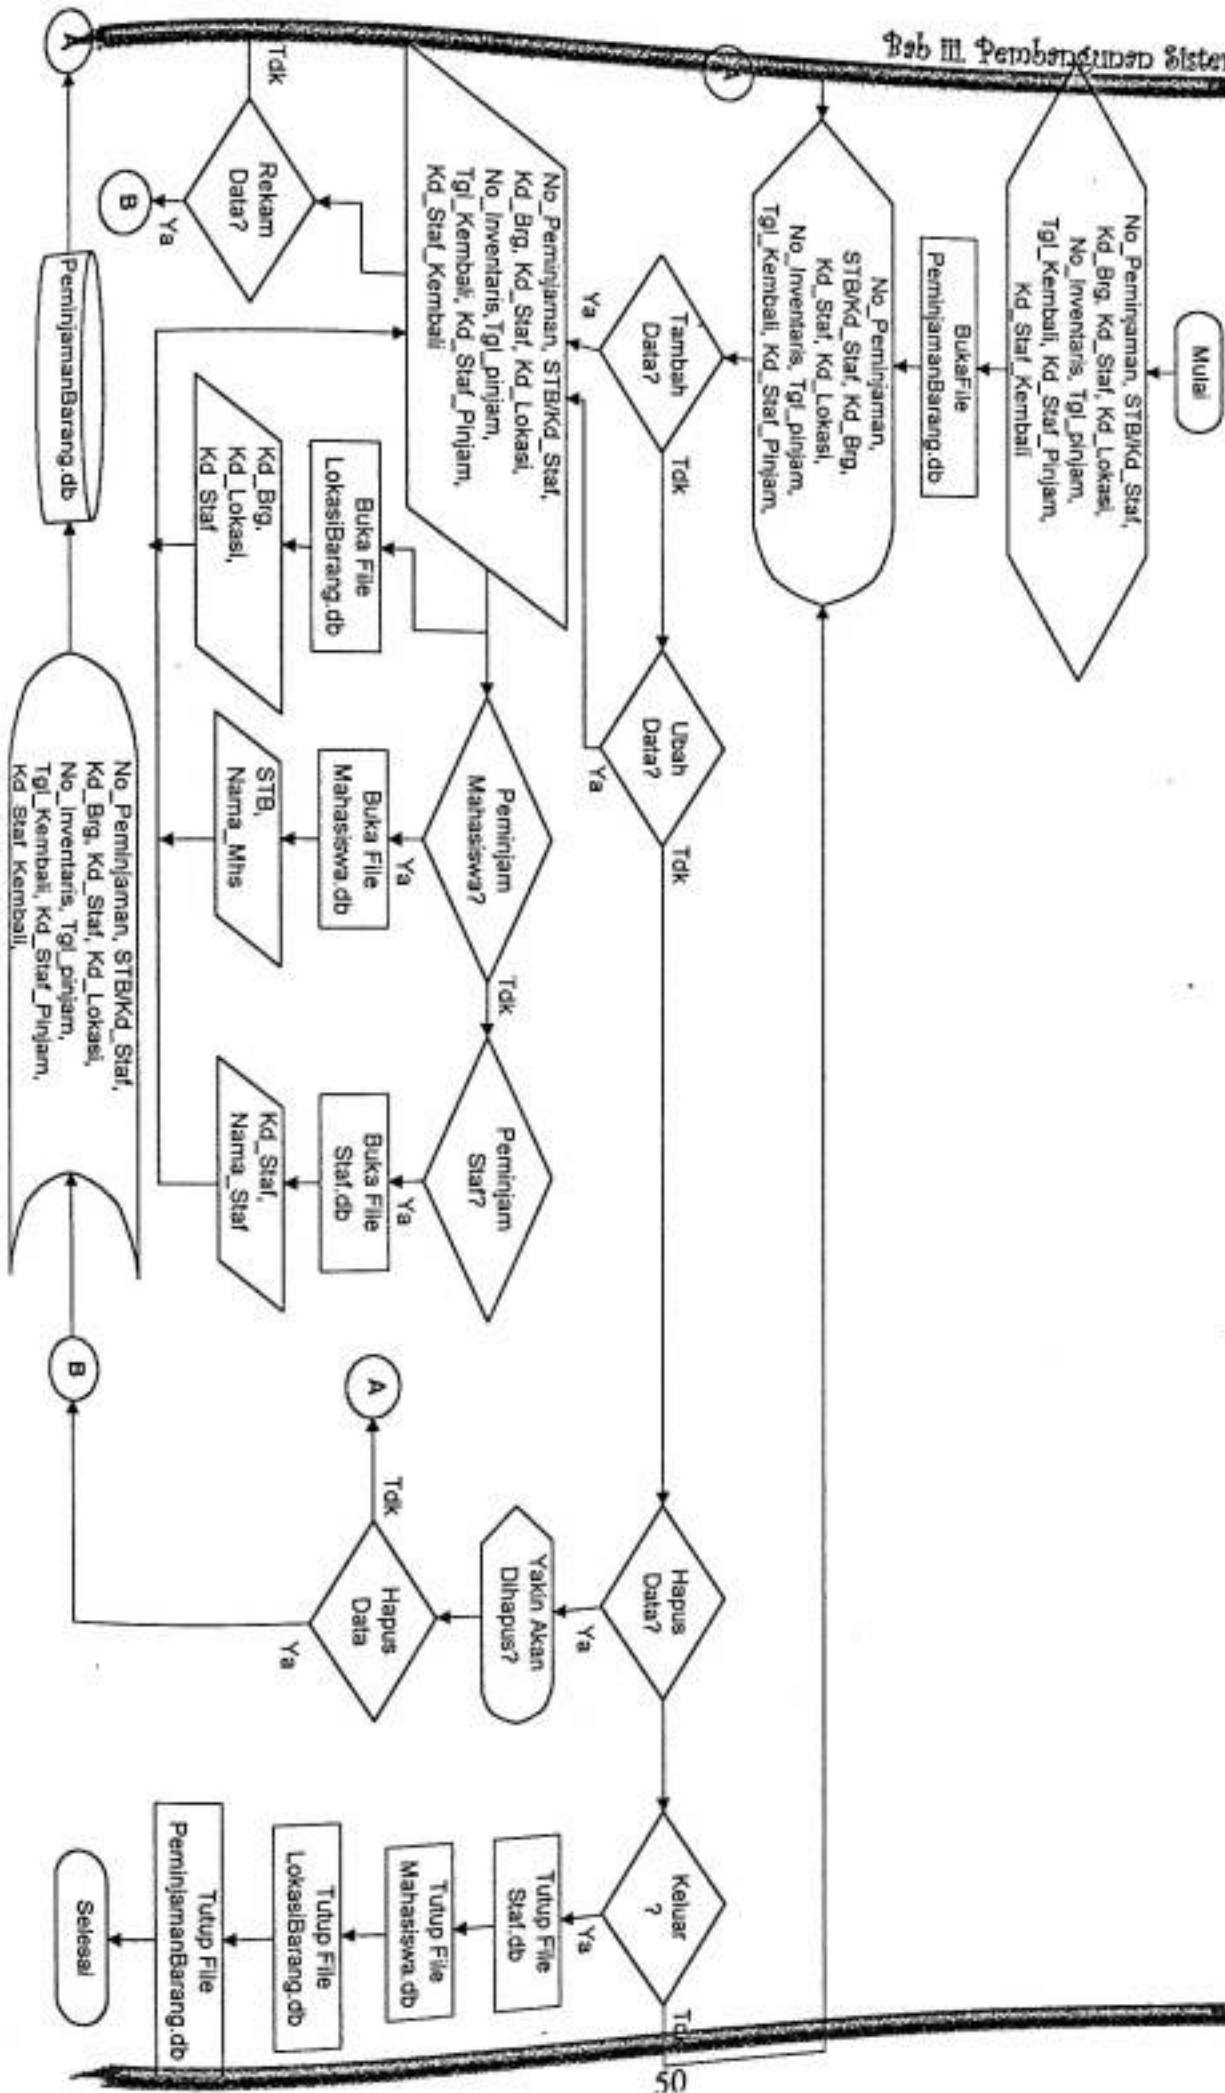 Bab III. Pembangunan Sistem
Mulai
No_Peminjaman, STB/Kd_Staf,
Kd_Brg, Kd_Staf, Kd_Lokasi,
No_Inventaris, Tgl_pinjam,
Tgl_Kembali, Kd_Staf_Pinjam,
Kd_Staf_Kembali
BukaFile
PeminjamanBarang.db
A
No_Peminjaman,
STB/Kd_Staf, Kd_Brg,
Kd_Staf, Kd_Lokasi,
No_Inventaris, Tgl_pinjam,
Tgl_Kembali, Kd_Staf_Pinjam,
Tambah
Data?
Tdk
Ya
Ubah
Data?
Tdk
Ya
Hapus
Data?
Ya
Keluar
?
Tdk
Ya
No_Peminjaman, STB/Kd_Staf,
Kd_Brg, Kd_Staf, Kd_Lokasi,
No_Inventaris,Tgl_pinjam,
Tgl_Kembali, Kd_Staf_Pinjam,
Kd_Staf_Kembali
Peminjam
Mahasiswa?
Tdk
Ya
Peminjam
Staf?
Ya
Yakin Akan
Dihapus?
Tutup File
Staf.db
Buka File
LokasiBarang.db
Buka File
Mahasiswa.db
Buka File
Staf.db
A
Tdk
Hapus
Data
Ya
Tutup File
Mahasiswa.db
Tdk
Rekam
Data?
Ya
Kd_Brg,
Kd_Lokasi,
Kd_Staf
STB,
Nama_Mhs
Kd_Staf,
Nama_Staf
Tutup File
LokasiBarang.db
B
Tutup File
PeminjamanBarang.db
A
PeminjamanBarang.db
No_Peminjaman, STB/Kd_Staf,
Kd_Brg, Kd_Staf, Kd_Lokasi,
No_Inventaris, Tgl_pinjam,
Tgl_Kembali, Kd_Staf_Pinjam,
Kd_Staf_Kembali,
B
Selesai
50